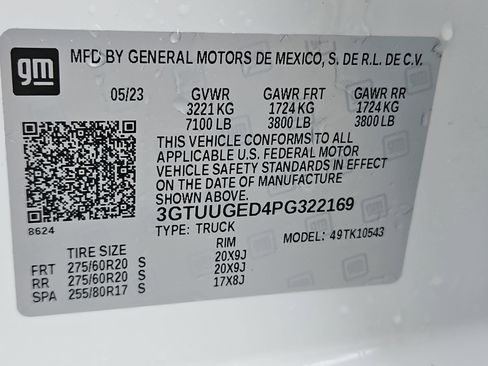 gm
MFD BY GENERAL MOTORS DE MEXICO, S. DE R.L. DE C.V.
05/23 GVWR GAWR FRT GAWR RR
3221 KG 1724 KG 1724 KG
7100 LB 3800 LB 3800 LB
THIS VEHICLE CONFORMS TO ALL
APPLICABLE U.S. FEDERAL MOTOR
VEHICLE SAFETY STANDARDS IN EFFECT
ON THE DATE OF MANUFACTURE
SHOWN ABOVE.
3GTUUGED4PG322169
8624
TYPE: TRUCK MODEL: 49TK10543
TIRE SIZE RIM
FRT 275/60R20 S 20X9J
RR 275/60R20 S 20X9J
SPA 255/80R17 S 17X8J